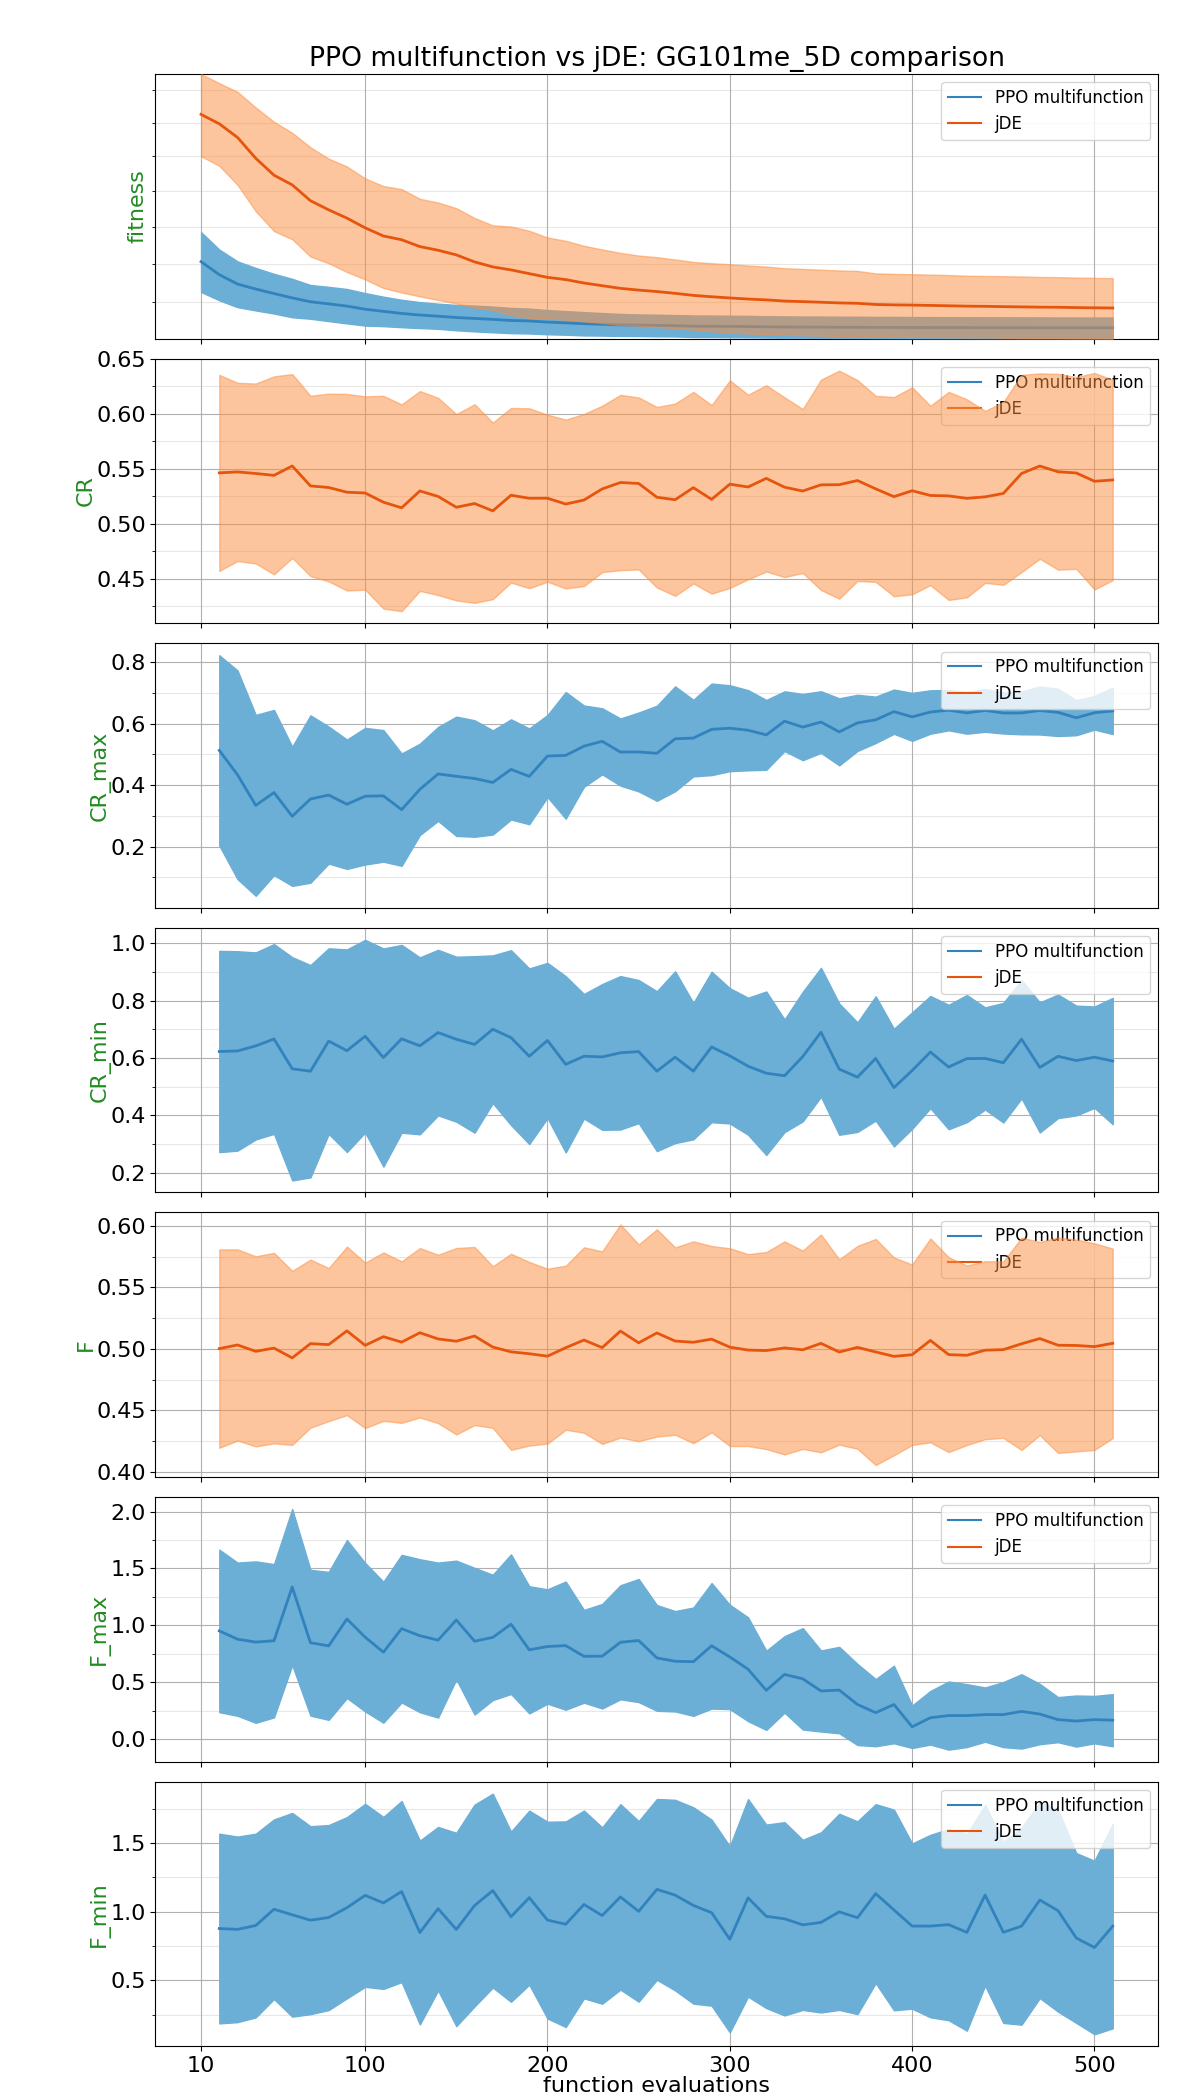 PPO multifunction vs jDE: GG101me_5D comparison
fitness
PPO multifunction
jDE
CR
0.65
0.60
0.55
0.50
0.45
PPO multifunction
jDE
CR_max
0.8
0.6
0.4
0.2
PPO multifunction
jDE
CR_min
1.0
0.8
0.6
0.4
0.2
PPO multifunction
jDE
F
0.60
0.55
0.50
0.45
0.40
PPO multifunction
jDE
F_max
2.0
1.5
1.0
0.5
0.0
PPO multifunction
jDE
F_min
1.5
1.0
0.5
PPO multifunction
jDE
10 100 200 300 400 500
function evaluations